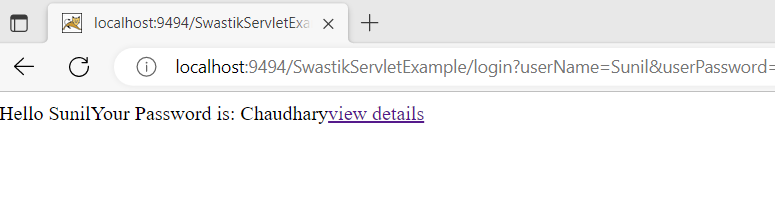 localhost:9494/SwastikServletExa
localhost:9494/SwastikServletExample/login?userName=Sunil&userPassword=
Hello SunilYour Password is: Chaudharyview details